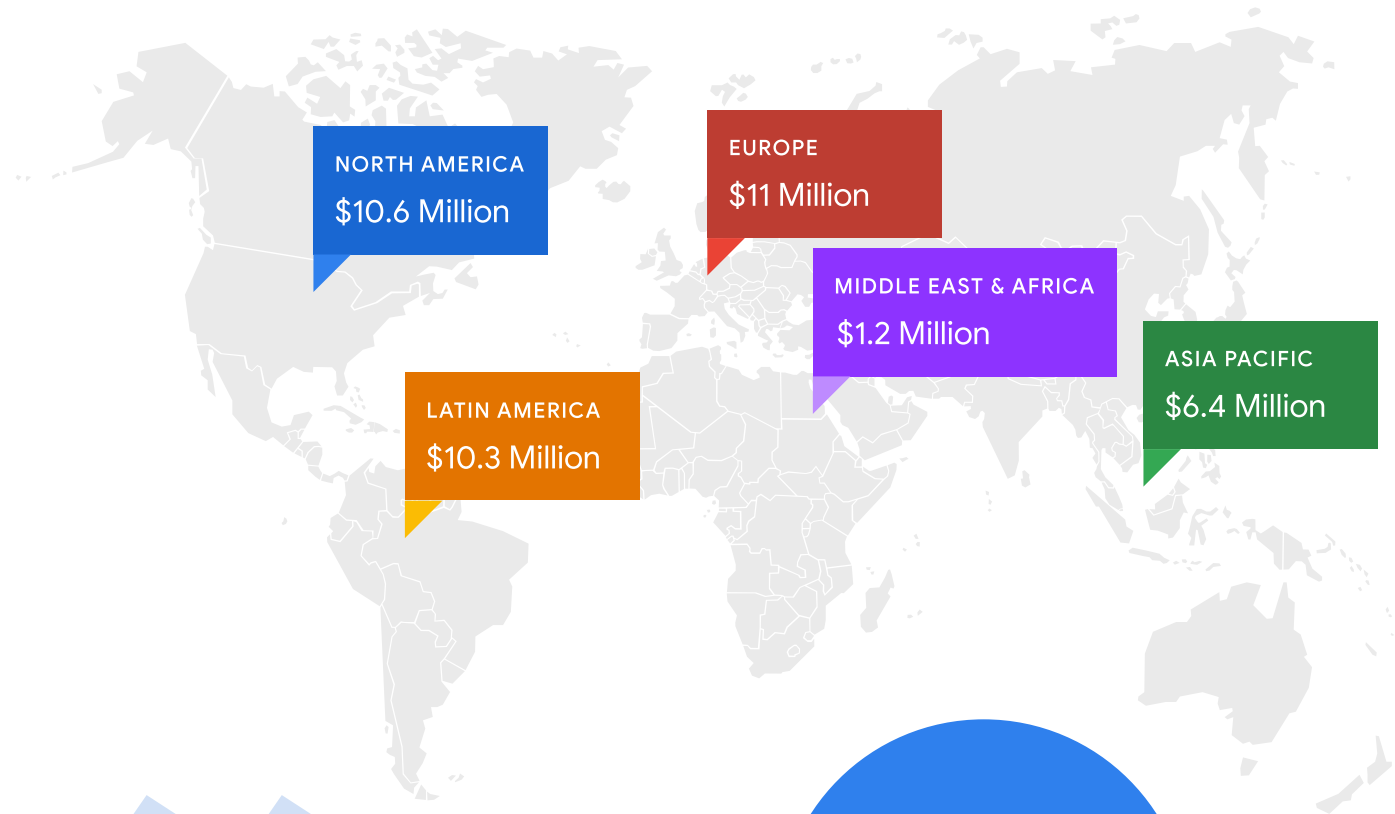 NORTH AMERICA
$10.6 Million
EUROPE
$11 Million
MIDDLE EAST & AFRICA
$1.2 Million
ASIA PACIFIC
$6.4 Million
LATIN AMERICA
$10.3 Million